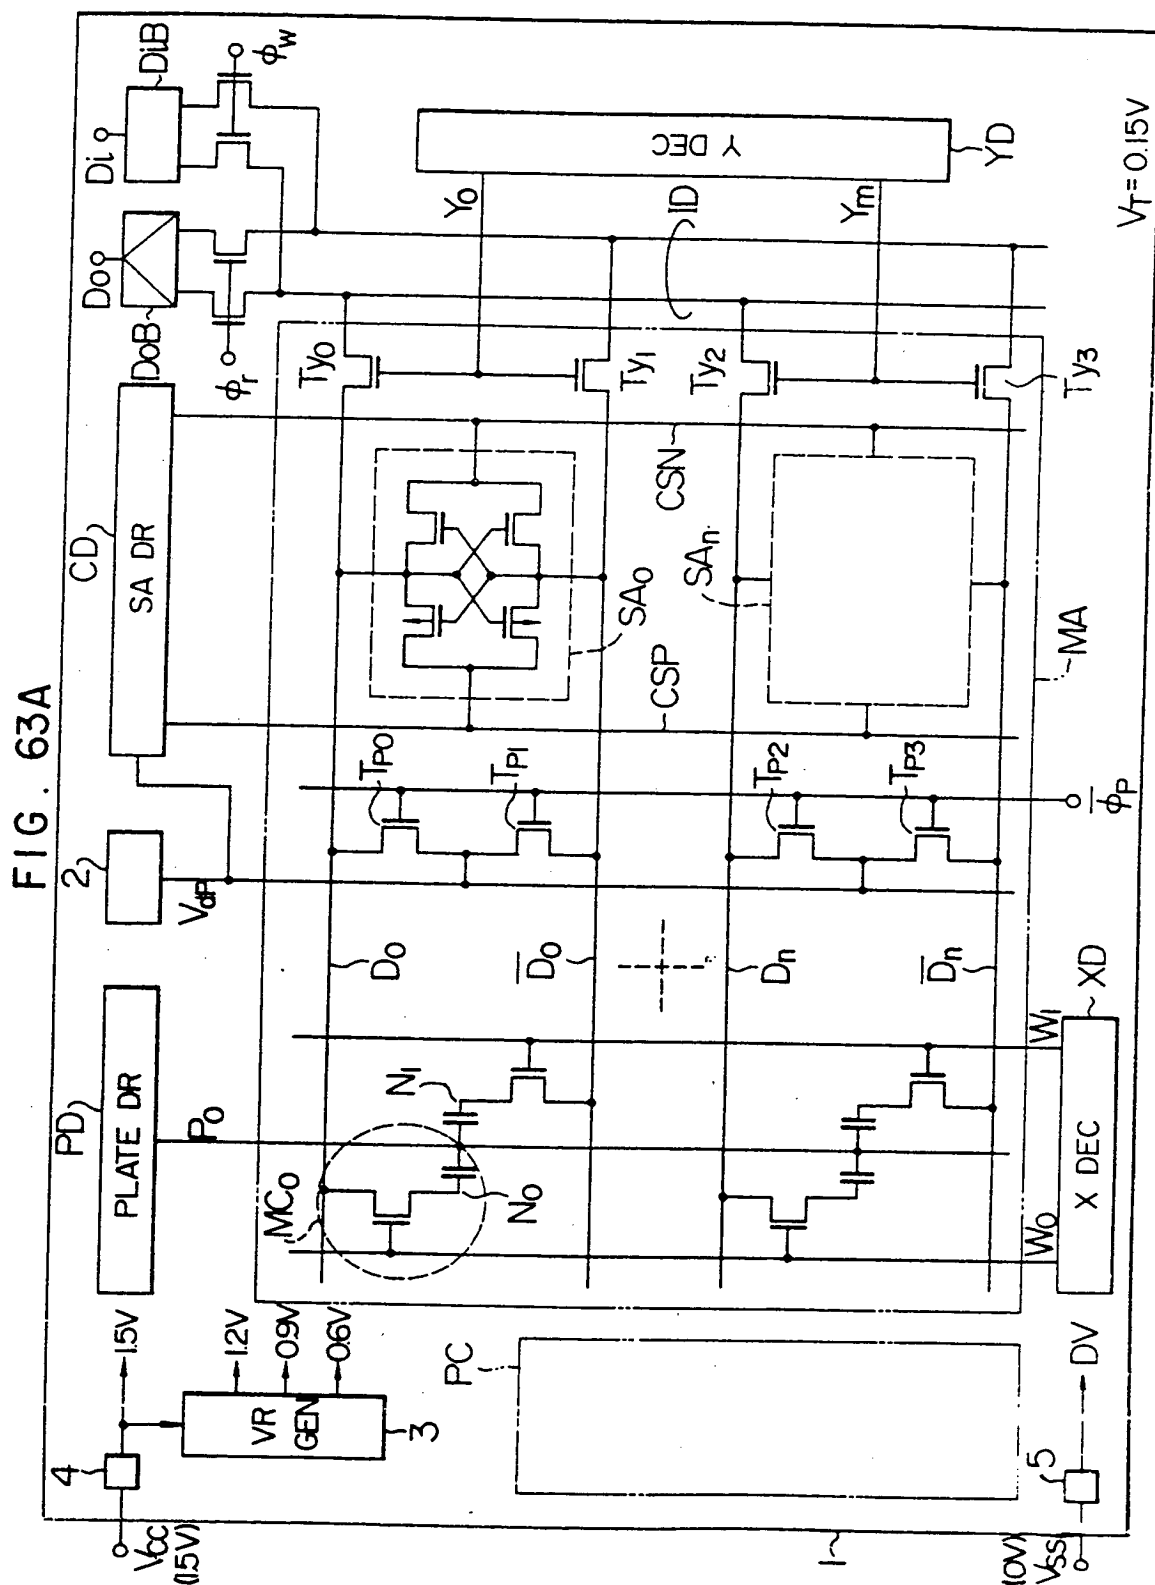 FIG. 63A
PD
PLATE DR
P0
2
VdP
CD
SA DR
Do
DoB
φr
Di
DiB
φw
4
VCC
(1.5V)
1.5V
VR
GEN
3
1.2V
0.9V
0.6V
MC0
N0
N1
D0
D̅0
TP0
TP1
CSP
SA0
CSN
Ty0
Ty1
Y0
Y DEC
YD
Ym
ID
Dn
D̅n
TP2
TP3
φ̅P
SAn
Ty2
Ty3
MA
PC
W0
W1
X DEC
XD
5
DV
(0V)
VSS
1
VT = 0.15V